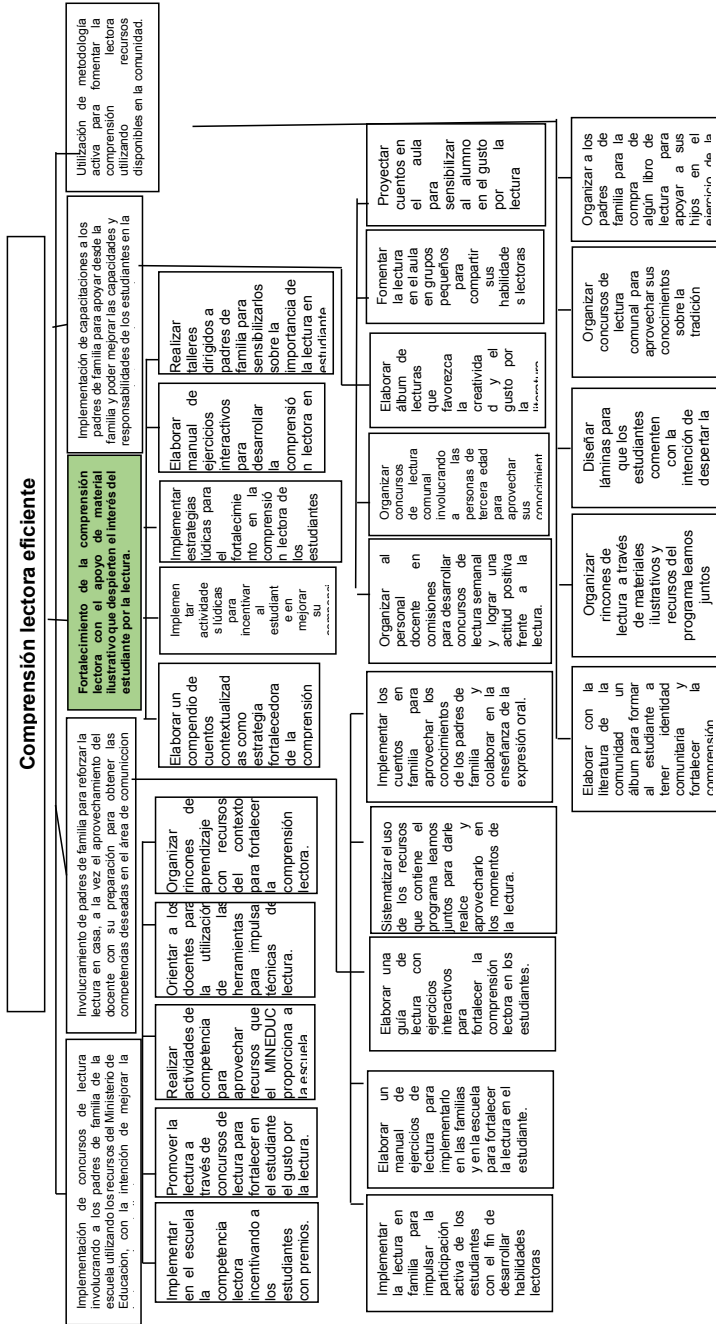 Comprensión lectora eficiente
Implementación de concursos de lectura
involucrando a los padres de familia de la
escuela utilizando los recursos del Ministerio de
Educacion, con la intención de mejorar la
Involucramiento de padres de familia para reforzar la
lectura en casa, a la vez el aprovechamiento del
docente con su preparación para obtener las
competencias deseadas en el área de comuniccion
Fortalecimiento de la comprensión
lectora con el apoyo de material
ilustrativo que despierten el interés del
estudiante por la lectura.
Implementación de capacitaciones a los
padres de familia para apoyar desde la
familia y poder mejorar las capacidades y
responsabilidades de los estudiantes en la
Utilización de metodología
activa para fomentar la
comprensión lectora
utilizando recursos
disponibles en la comunidad.
Implementar
en el escuela
la
competencia
lectora
incentivando a
los
estudiantes
con premios.
Promover la
lectura a
través de
concursos de
lectura para
fortalecer en
el estudiante
el gusto por
la lectura.
Realizar
actividades de
competencia
para
aprovechar
recursos que
el MINEDUC
proporciona a
la escuela
Orientar a los
docentes para
la utilización
de las
herramientas
para impulsa
técnicas de
lectura.
Organizar
rincones de
aprendizaje
con recursos
del contexto
para fortalecer
la
comprensión
lectora.
Elaborar un
compendio de
cuentos
contextualizad
as como
estrategia
fortalecedora
de la
comprensión
Implemen
tar
actividade
s lúdicas
para
incentivar
al
estudiant
e en
mejorar
su
Implementar
estrategias
lúdicas para
el
fortalecimie
nto en la
comprensió
n lectora de
los
estudiantes
Elaborar
manual de
ejercicios
interactivos
para
desarrollar
la
comprensió
n lectora en
Realizar
talleres
dirigidos a
padres de
familia para
sensibilizarlos
sobre la
importancia de
la lectura en
estudiante
Implementar
la lectura en
familia para
impulsar la
participación
activa de los
estudiantes
con el fin de
desarrollar
habilidades
lectoras
Elaborar un
manual de
ejercicios de
lectura para
implementarlo
en las familias
y en la escuela
para fortalecer
la lectura en el
estudiante.
Elaborar una
guía de
lectura con
ejercicios
interactivos
para
fortalecer la
comprensión
lectora en los
estudiantes.
Sistematizar el uso
de los recursos
que contiene el
programa leamos
juntos para darle
realce y
aprovecharlo en
los momentos de
la lectura.
Implementar los
cuentos en
familia para
aprovechar los
conocimientos
de los padres de
familia y
colaborar en la
enseñanza de la
expresión oral.
Organizar al
personal
docente en
comisiones
para desarrollar
concursos de
lectura semanal
y lograr una
actitud positiva
frente a la
lectura.
Organizar
concursos
de lectura
comunal
involucrando
a las
personas de
tercera edad
para
aprovechar
sus
conocimient
Elaborar
álbum de
lecturas
que
favorezca
la
creativida
d y el
gusto por
la
literatura
Fomentar
la lectura
en el aula
en grupos
pequeños
para
compartir
sus
habilidade
s lectoras
Proyectar
cuentos en
el aula
para
sensibilizar
al alumno
en el gusto
por la
lectura
Elaborar con la
literatura de la
comunidad un
álbum para formar
al estudiante a
tener identidad
comunitaria y
fortalecer la
comprensión
Organizar
rincones de
lectura a través
de materiales
ilustrativos y
recursos del
programa leamos
juntos
Diseñar
láminas para
que los
estudiantes
comenten
con la
intención de
despertar la
Organizar
concursos de
lectura
comunal para
aprovechar sus
conocimientos
sobre la
tradición
Organizar a los
padres de
familia para la
compra de
algún libro de
lectura para
apoyar a sus
hijos en el
ejercicio de la